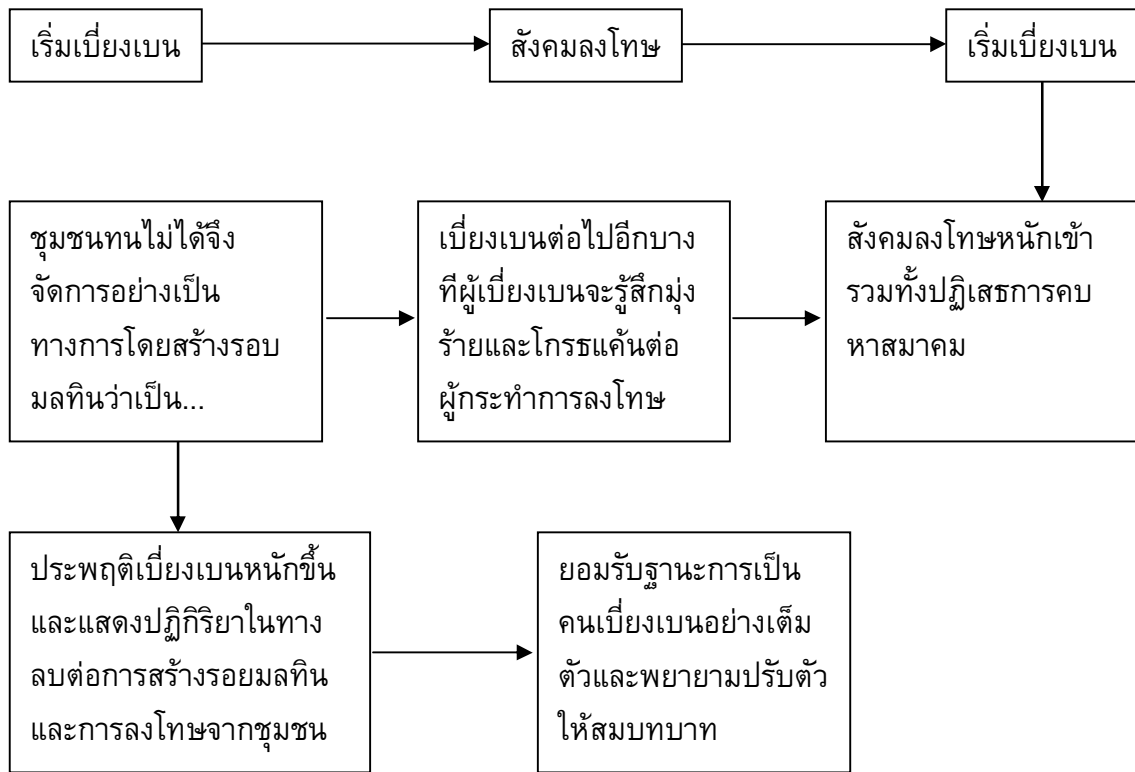 เริ่มเบี่ยงเบน
สังคมลงโทษ
เริ่มเบี่ยงเบน
ชุมชนทนไม่ได้จึง
จัดการอย่างเป็น
ทางการโดยสร้างรอบ
มลทินว่าเป็น...
เบี่ยงเบนต่อไปอีกบาง
ทีผู้เบี่ยงเบนจะรู้สึกมุ่ง
ร้ายและโกรธแค้นต่อ
ผู้กระทำการลงโทษ
สังคมลงโทษหนักเข้า
รวมทั้งปฏิเสธการคบ
หาสมาคม
ประพฤติเบี่ยงเบนหนักขึ้น
และแสดงปฏิกิริยาในทาง
ลบต่อการสร้างรอยมลทิน
และการลงโทษจากชุมชน
ยอมรับฐานะการเป็น
คนเบี่ยงเบนอย่างเต็ม
ตัวและพยายามปรับตัว
ให้สมบทบาท